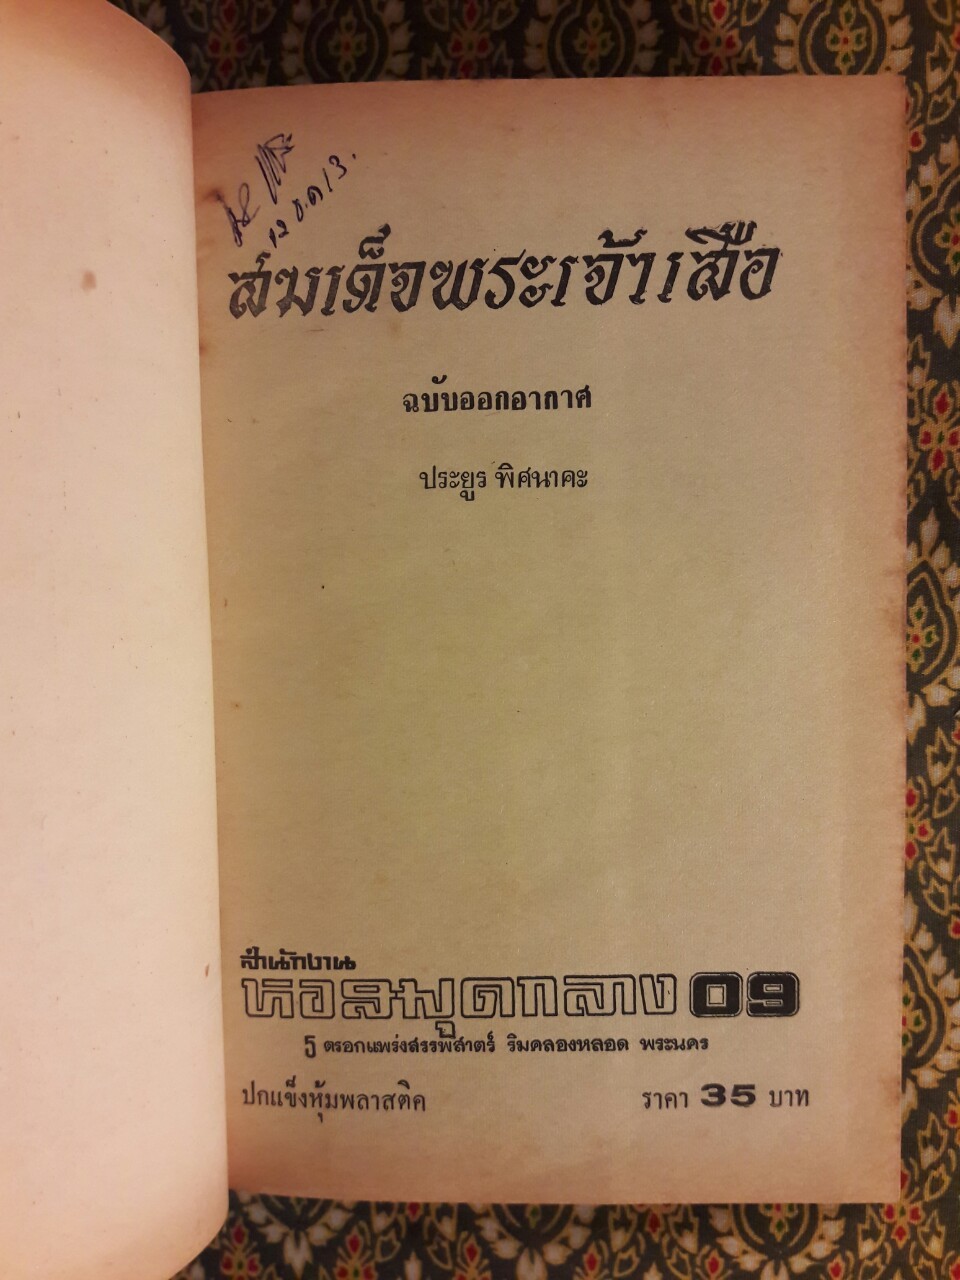 12 ธ.ค 13.
สมเด็จพระเจ้าเสือ
ฉบับออกอากาศ
ประยูร พิศนาคะ
สำนักงาน
หอสมุดกลาง 09
5 ตรอกแพร่งสรรพสาตร์ ริมคลองหลอด พระนคร
ปกแข็งหุ้มพลาสติค ราคา 35 บาท